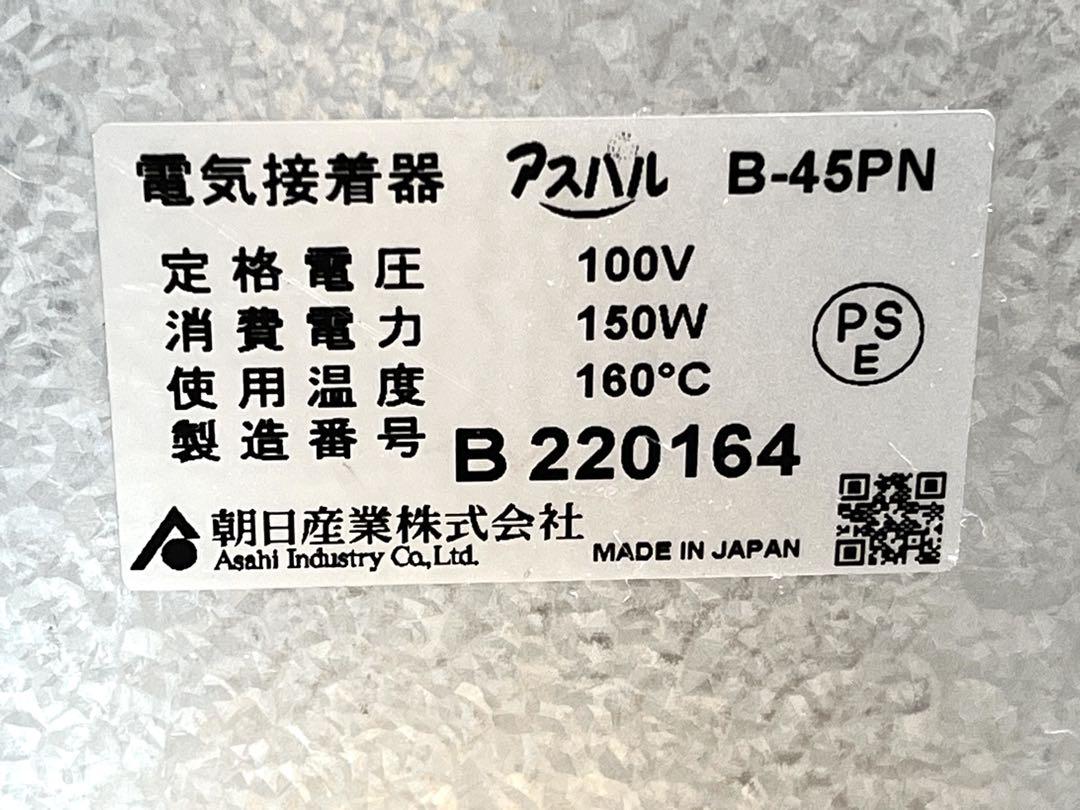 電気接着器 アスパル B-45PN
定格電圧 100V
消費電力 150W
使用温度 160°C
製造番号 B 220164
PSE
朝日産業株式会社
Asahi Industry Co,Ltd.
MADE IN JAPAN